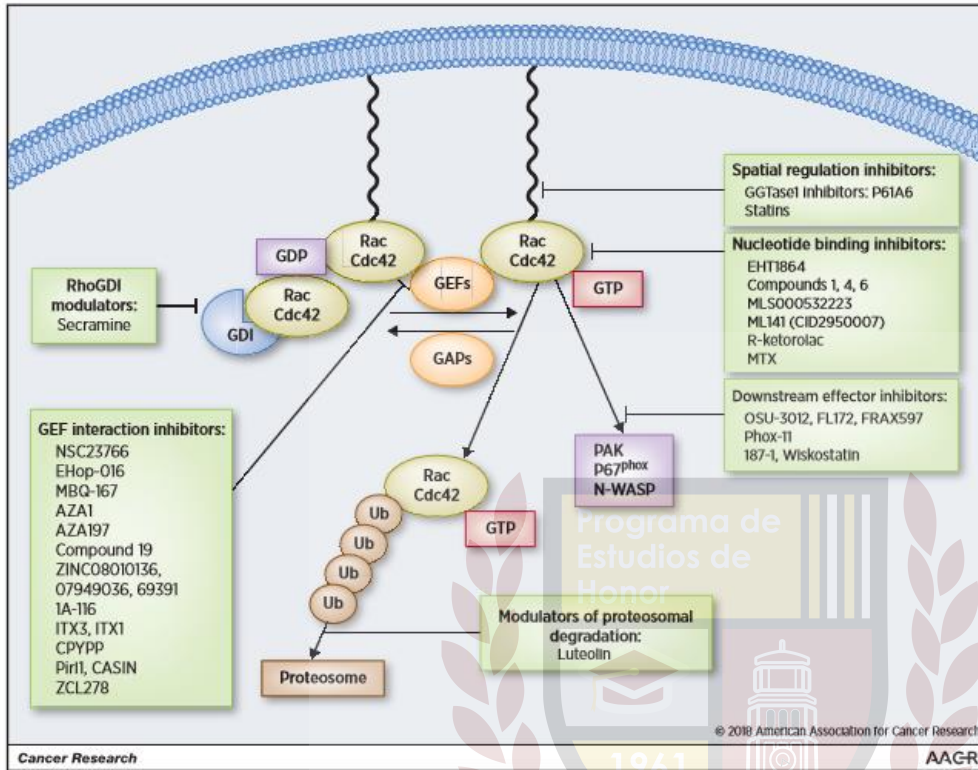 Rac
Cdc42
Rac
Cdc42
GDP
GEFs
GTP
Rac
Cdc42
GDI
GAPs
RhoGDI
modulators:
Secramine
Spatial regulation inhibitors:
GGTase1 Inhibitors: P61A6
Statins
Nucleotide binding inhibitors:
EHT1864
Compounds 1, 4, 6
MLS000532223
ML141 (CID2950007)
R-ketorolac
MTX
Downstream effector inhibitors:
OSU-3012, FL172, FRAX597
Phox-11
187-1, Wiskostatin
GEF interaction inhibitors:
NSC23766
EHop-016
MBQ-167
AZA1
AZA197
Compound 19
ZINC08010136,
07949036, 69391
1A-116
ITX3, ITX1
CPYPP
Pirl1, CASIN
ZCL278
PAK
P67phox
N-WASP
Rac
Cdc42
GTP
Ub
Ub
Ub
Ub
Proteosome
Modulators of proteosomal
degradation:
Luteolin
Programa de
Estudios de
Honor
1961
© 2018 American Association for Cancer Research
Cancer Research
AACR